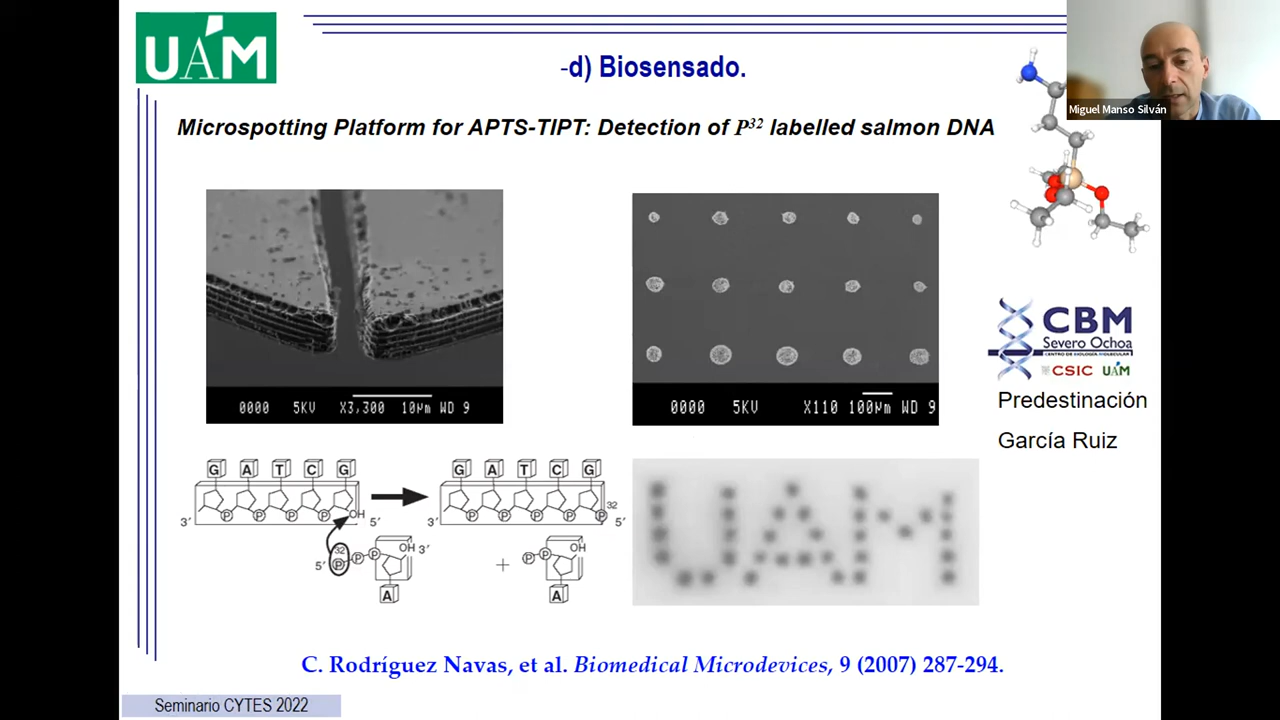 UAM
-d) Biosensado.
Miguel Manso Silván
Microspotting Platform for APTS-TIPT: Detection of P32 labelled salmon DNA
0000 5KV X3,300 10µm WD 9
0000 5KV X110 100µm WD 9
CBM
Severo Ochoa
CENTRO DE BIOLOGÍA MOLECULAR
CSIC UAM
Predestinación
García Ruiz
G A T C G
P P P P OH
3' 5'
32
5' P P P OH 3'
A
G A T C G
32
P P P P P
3' 5'
+ P P OH
A
UAM
C. Rodríguez Navas, et al. Biomedical Microdevices, 9 (2007) 287-294.
Seminario CYTES 2022